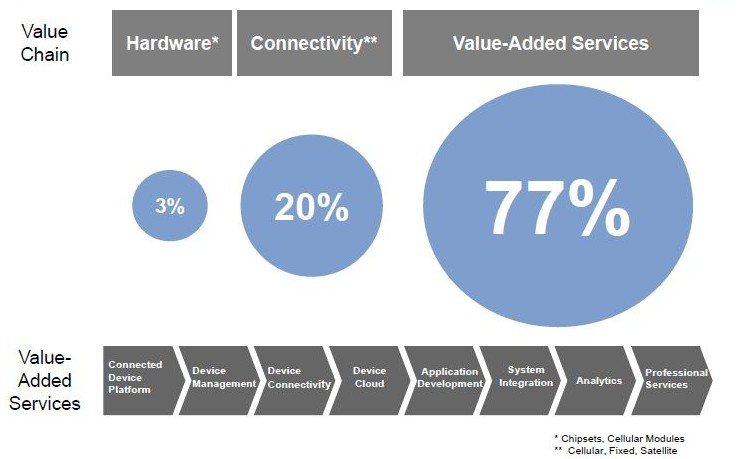 Value
Chain
Hardware*
Connectivity**
Value-Added Services
3%
20%
77%
Value-
Added
Services
Connected
Device
Platform
Device
Management
Device
Connectivity
Device
Cloud
Application
Development
System
Integration
Analytics
Professional
Services
* Chipsets, Cellular Modules
** Cellular, Fixed, Satellite